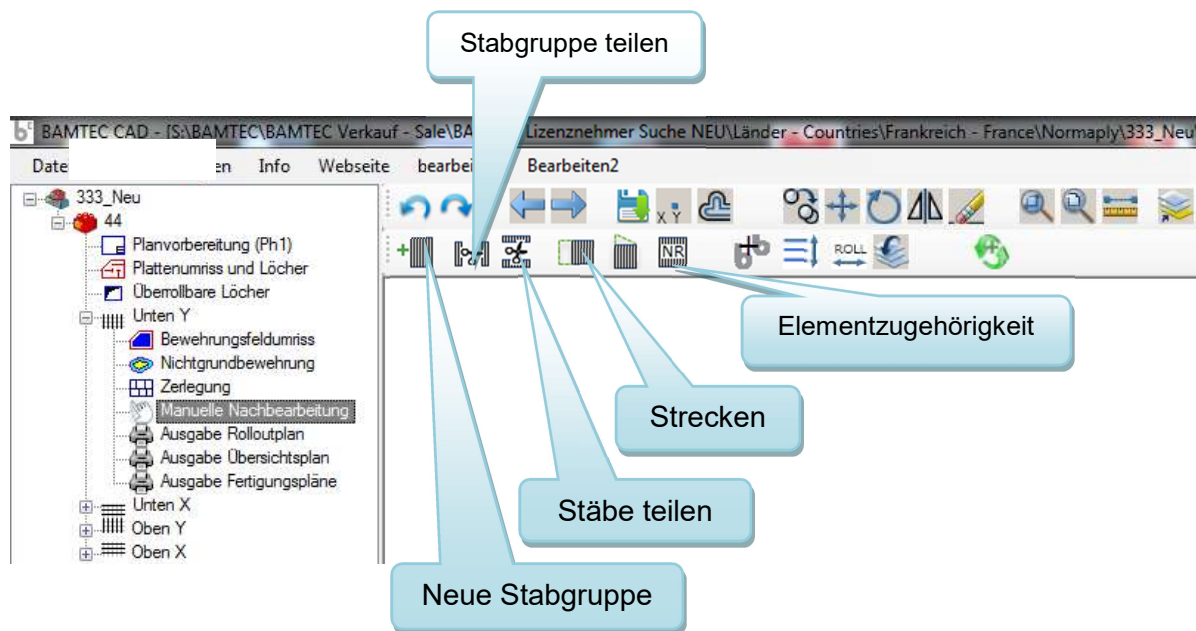 Stabgruppe teilen
BAMTEC CAD - [S:\BAMTEC\BAMTEC Verkauf - Sale\BA Lizenznehmer Suche NEU\Länder - Countries\Frankreich - France\Normaply\333_Neu\
Date en Info Webseite bearbei Bearbeiten2
333_Neu
44
Planvorbereitung (Ph1)
Plattenumriss und Löcher
Überrollbare Löcher
Unten Y
Bewehrungsfeldumriss
Nichtgrundbewehrung
Zerlegung
Manuelle Nachbearbeitung
Ausgabe Rolloutplan
Ausgabe Übersichtsplan
Ausgabe Fertigungspläne
Unten X
Oben Y
Oben X
X Y
NR
ROLL
Elementzugehörigkeit
Strecken
Stäbe teilen
Neue Stabgruppe